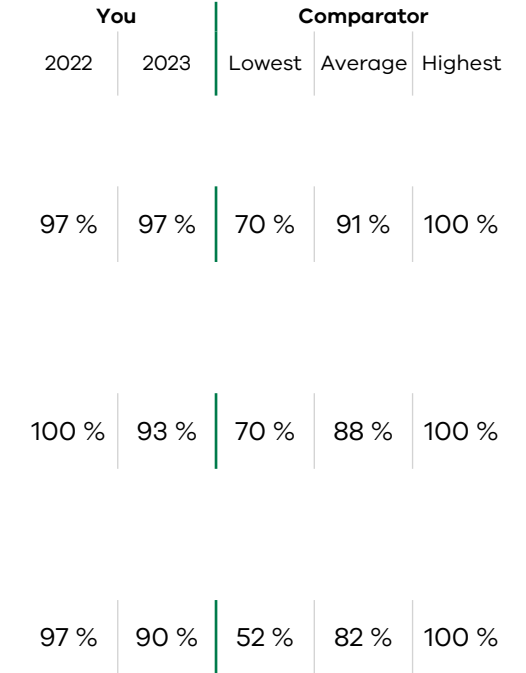 You Comparator
2022 2023 Lowest Average Highest
97 % 97 % 70 % 91 % 100 %
100 % 93 % 70 % 88 % 100 %
97 % 90 % 52 % 82 % 100 %